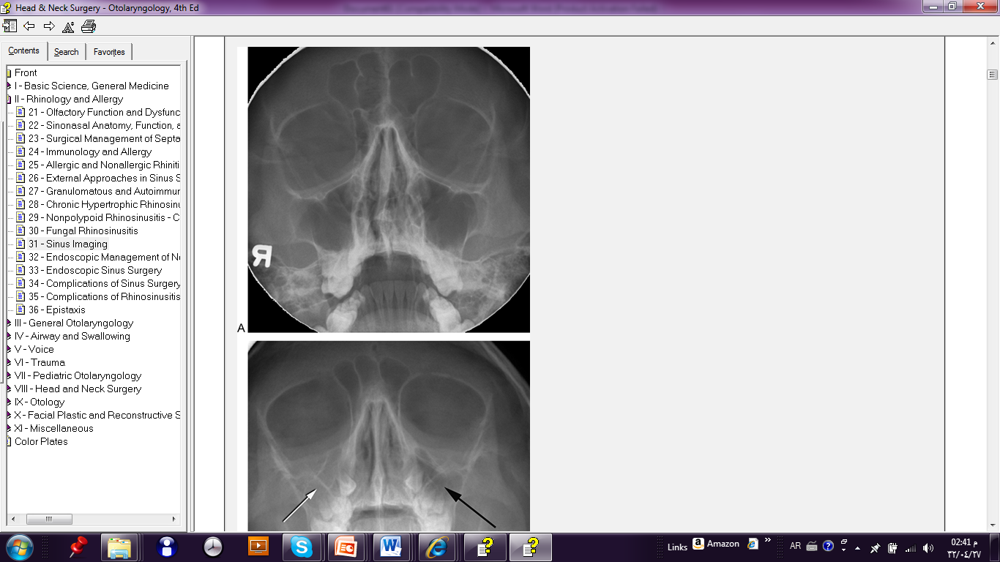 Head & Neck Surgery - Otolaryngology, 4th Ed
Contents
Search
Favorites
Front
I - Basic Science, General Medicine
II - Rhinology and Allergy
21 - Olfactory Function and Dysfunc
22 - Sinonasal Anatomy, Function, a
23 - Surgical Management of Septa
24 - Immunology and Allergy
25 - Allergic and Nonallergic Rhiniti
26 - External Approaches in Sinus S
27 - Granulomatous and Autoimmun
28 - Chronic Hypertrophic Rhinosinu
29 - Nonpolypoid Rhinosinusitis - C
30 - Fungal Rhinosinusitis
31 - Sinus Imaging
32 - Endoscopic Management of Ne
33 - Endoscopic Sinus Surgery
34 - Complications of Sinus Surgery
35 - Complications of Rhinosinusitis
36 - Epistaxis
III - General Otolaryngology
IV - Airway and Swallowing
V - Voice
VI - Trauma
VII - Pediatric Otolaryngology
VIII - Head and Neck Surgery
IX - Otology
X - Facial Plastic and Reconstructive S
XI - Miscellaneous
Color Plates
R
A
Links
Amazon
AR
02:41 م
٣٢/٠٤/٢٧